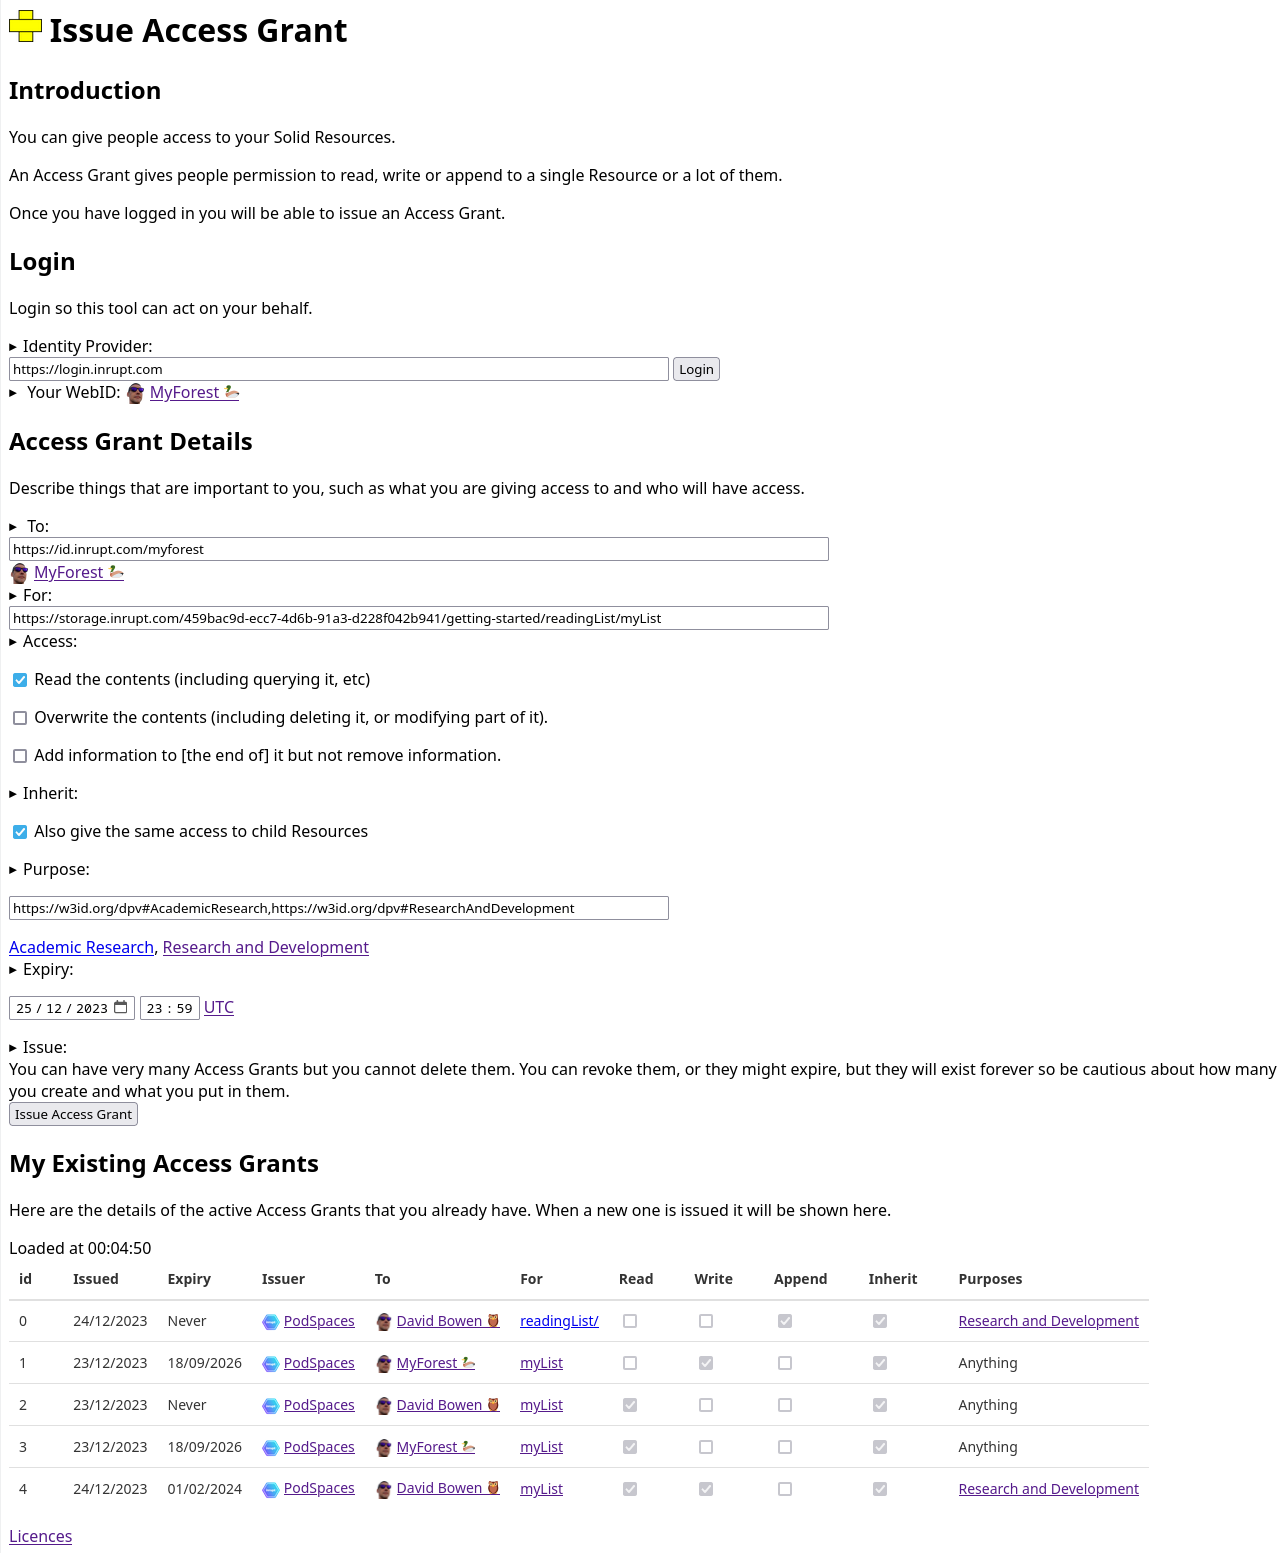 Issue Access Grant
Introduction
You can give people access to your Solid Resources.
An Access Grant gives people permission to read, write or append to a single Resource or a lot of them.
Once you have logged in you will be able to issue an Access Grant.
Login
Login so this tool can act on your behalf.
Identity Provider:
https://login.inrupt.com Login
Your WebID: MyForest
Access Grant Details
Describe things that are important to you, such as what you are giving access to and who will have access.
To:
https://id.inrupt.com/myforest
MyForest
For:
https://storage.inrupt.com/459bac9d-ecc7-4d6b-91a3-d228f042b941/getting-started/readingList/myList
Access:
Read the contents (including querying it, etc)
Overwrite the contents (including deleting it, or modifying part of it).
Add information to [the end of] it but not remove information.
Inherit:
Also give the same access to child Resources
Purpose:
https://w3id.org/dpv#AcademicResearch,https://w3id.org/dpv#ResearchAndDevelopment
Academic Research, Research and Development
Expiry:
25 / 12 / 2023 23 : 59 UTC
Issue:
You can have very many Access Grants but you cannot delete them. You can revoke them, or they might expire, but they will exist forever so be cautious about how many
you create and what you put in them.
Issue Access Grant
My Existing Access Grants
Here are the details of the active Access Grants that you already have. When a new one is issued it will be shown here.
Loaded at 00:04:50
id Issued Expiry Issuer To For Read Write Append Inherit Purposes
0 24/12/2023 Never PodSpaces David Bowen readingList/ Research and Development
1 23/12/2023 18/09/2026 PodSpaces MyForest myList Anything
2 23/12/2023 Never PodSpaces David Bowen myList Anything
3 23/12/2023 18/09/2026 PodSpaces MyForest myList Anything
4 24/12/2023 01/02/2024 PodSpaces David Bowen myList Research and Development
Licences